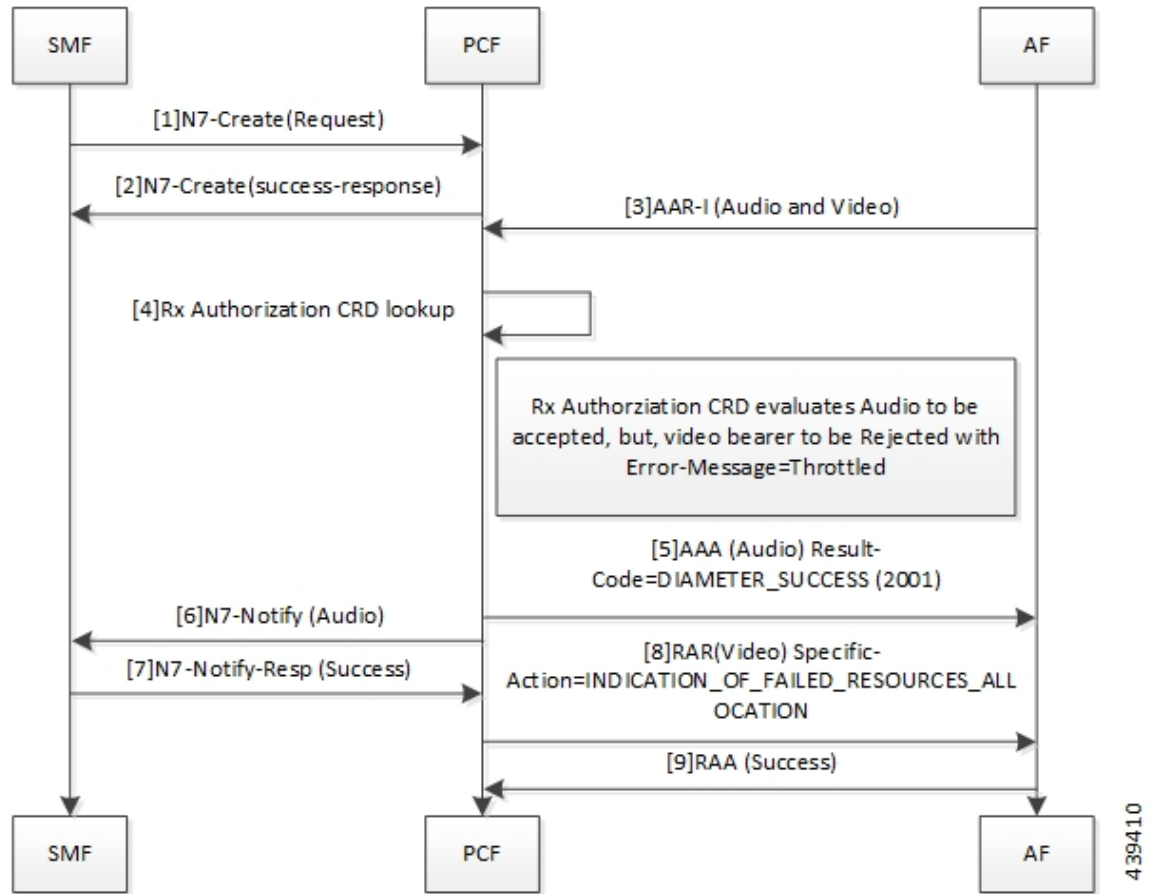 SMF
PCF
AF
[1]N7-Create(Request)
[2]N7-Create(success-response)
[3]AAR-I (Audio and Video)
[4]Rx Authorization CRD lookup
Rx Authorziation CRD evaluates Audio to be
accepted, but, video bearer to be Rejected with
Error-Message=Throttled
[5]AAA (Audio) Result-
Code=DIAMETER_SUCCESS (2001)
[6]N7-Notify (Audio)
[7]N7-Notify-Resp (Success)
[8]RAR(Video) Specific-
Action=INDICATION_OF_FAILED_RESOURCES_ALL
OCATION
[9]RAA (Success)
SMF
PCF
AF
439410